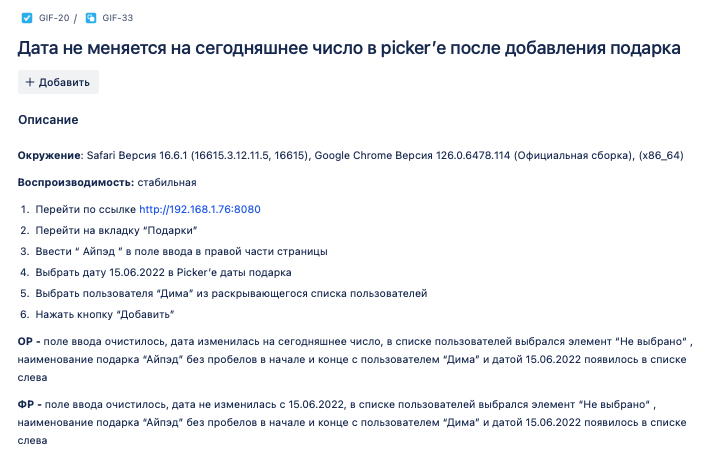 GIF-20 / GIF-33
Дата не меняется на сегодняшнее число в picker’е после добавления подарка
+ Добавить
Описание
Окружение: Safari Версия 16.6.1 (16615.3.12.11.5, 16615), Google Chrome Версия 126.0.6478.114 (Официальная сборка), (x86_64)
Воспроизводимость: стабильная
1. Перейти по ссылке http://192.168.1.76:8080
2. Перейти на вкладку “Подарки”
3. Ввести “ Айпэд ” в поле ввода в правой части страницы
4. Выбрать дату 15.06.2022 в Picker’е даты подарка
5. Выбрать пользователя “Дима” из раскрывающегося списка пользователей
6. Нажать кнопку “Добавить”
ОР - поле ввода очистилось, дата изменилась на сегодняшнее число, в списке пользователей выбрался элемент “Не выбрано“ ,
наименование подарка “Айпэд” без пробелов в начале и конце с пользователем “Дима” и датой 15.06.2022 появилось в списке
слева
ФР - поле ввода очистилось, дата не изменилась с 15.06.2022, в списке пользователей выбрался элемент “Не выбрано“ ,
наименование подарка “Айпэд” без пробелов в начале и конце с пользователем “Дима” и датой 15.06.2022 появилось в списке
слева